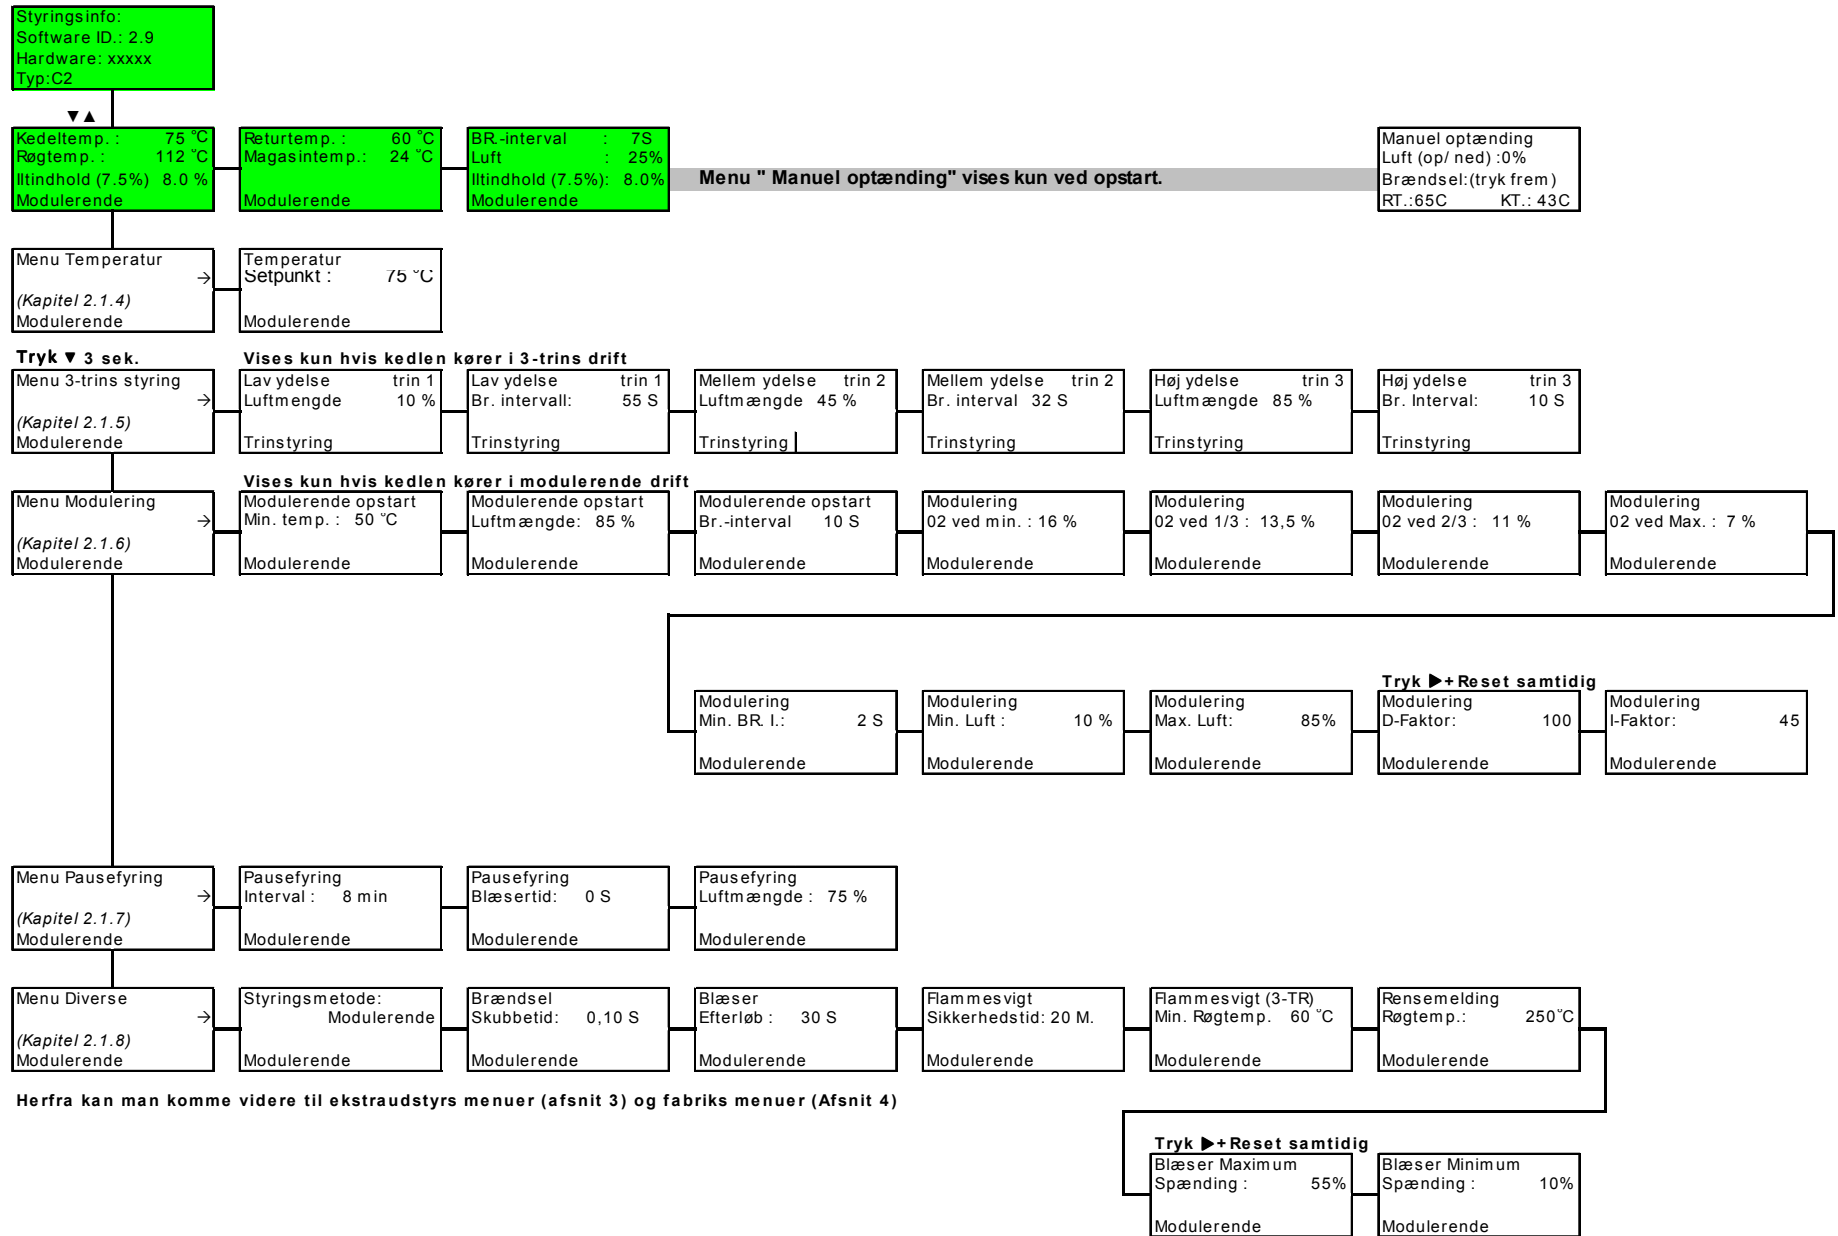 Styringsinfo:
Software ID.: 2.9
Hardware: xxxxx
Typ:C2
▼▲
Kedeltemp. : 75 °C
Røgtemp. : 112 °C
Iltindhold (7.5%) 8.0 %
Modulerende
Returtemp. : 60 °C
Magasintemp.: 24 °C
Modulerende
BR.-interval : 7S
Luft : 25%
Iltindhold (7.5%): 8.0%
Modulerende
Menu " Manuel optænding" vises kun ved opstart.
Manuel optænding
Luft (op/ ned) :0%
Brændsel:(tryk frem)
RT.:65C KT.: 43C
Menu Temperatur
→
(Kapitel 2.1.4)
Modulerende
Temperatur
Setpunkt : 75 °C
Modulerende
Tryk ▼ 3 sek.
Vises kun hvis kedlen kører i 3-trins drift
Menu 3-trins styring
→
(Kapitel 2.1.5)
Modulerende
Lav ydelse trin 1
Luftmengde 10 %
Trinstyring
Lav ydelse trin 1
Br. intervall: 55 S
Trinstyring
Mellem ydelse trin 2
Luftmængde 45 %
Trinstyring
Mellem ydelse trin 2
Br. interval 32 S
Trinstyring
Høj ydelse trin 3
Luftmængde 85 %
Trinstyring
Høj ydelse trin 3
Br. Interval: 10 S
Trinstyring
Vises kun hvis kedlen kører i modulerende drift
Menu Modulering
→
(Kapitel 2.1.6)
Modulerende
Modulerende opstart
Min. temp. : 50 °C
Modulerende
Modulerende opstart
Luftmængde: 85 %
Modulerende
Modulerende opstart
Br.-interval 10 S
Modulerende
Modulering
02 ved min. : 16 %
Modulerende
Modulering
02 ved 1/3 : 13,5 %
Modulerende
Modulering
02 ved 2/3 : 11 %
Modulerende
Modulering
02 ved Max. : 7 %
Modulerende
Modulering
Min. BR. I.: 2 S
Modulerende
Modulering
Min. Luft : 10 %
Modulerende
Modulering
Max. Luft: 85%
Modulerende
Tryk ▶+Reset samtidig
Modulering
D-Faktor: 100
Modulerende
Modulering
I-Faktor: 45
Modulerende
Menu Pausefyring
→
(Kapitel 2.1.7)
Modulerende
Pausefyring
Interval : 8 min
Modulerende
Pausefyring
Blæsertid: 0 S
Modulerende
Pausefyring
Luftmængde : 75 %
Modulerende
Menu Diverse
→
(Kapitel 2.1.8)
Modulerende
Styringsmetode:
Modulerende
Modulerende
Brændsel
Skubbetid: 0,10 S
Modulerende
Blæser
Efterløb : 30 S
Modulerende
Flammesvigt
Sikkerhedstid: 20 M.
Modulerende
Flammesvigt (3-TR)
Min. Røgtemp. 60 °C
Modulerende
Rensemelding
Røgtemp.: 250°C
Modulerende
Herfra kan man komme videre til ekstraudstyrs menuer (afsnit 3) og fabriks menuer (Afsnit 4)
Tryk ▶+Reset samtidig
Blæser Maximum
Spænding : 55%
Modulerende
Blæser Minimum
Spænding : 10%
Modulerende